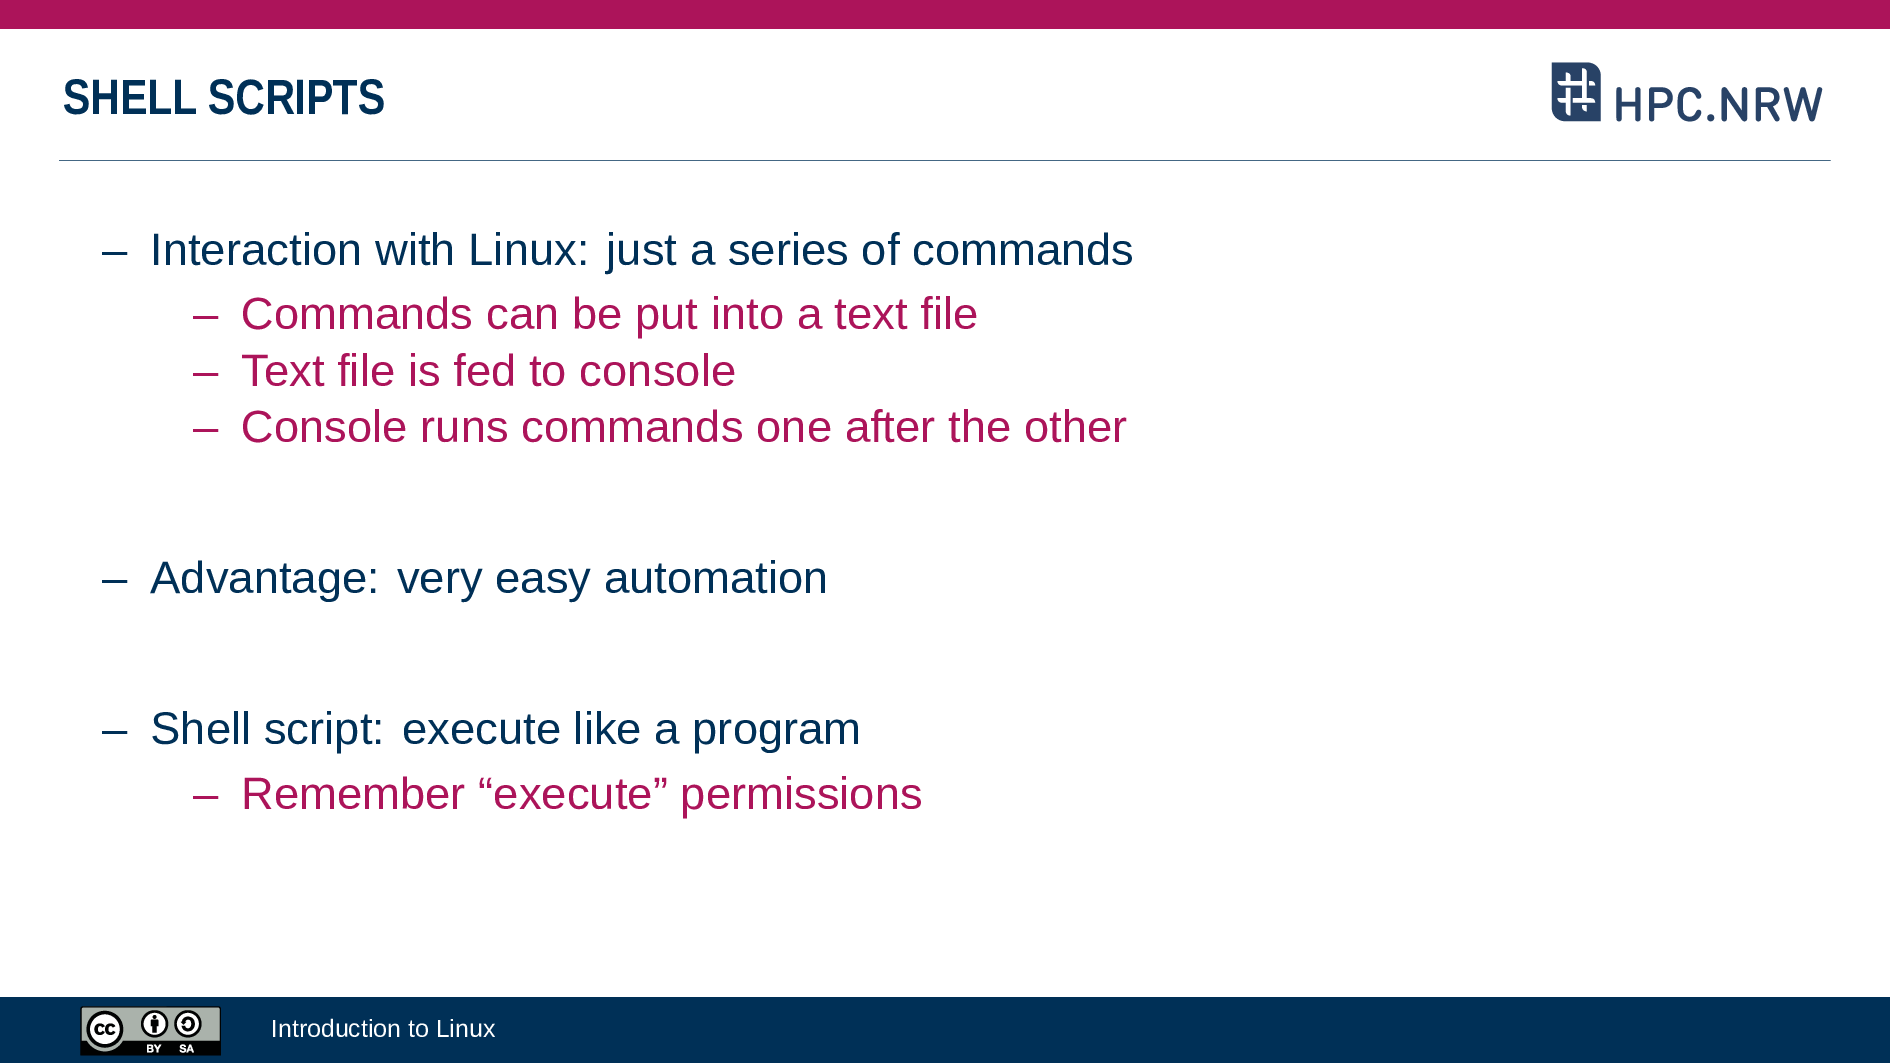 SHELL SCRIPTS
HPC.NRW
– Interaction with Linux: just a series of commands
– Commands can be put into a text file
– Text file is fed to console
– Console runs commands one after the other
– Advantage: very easy automation
– Shell script: execute like a program
– Remember “execute” permissions
cc
BY SA
Introduction to Linux